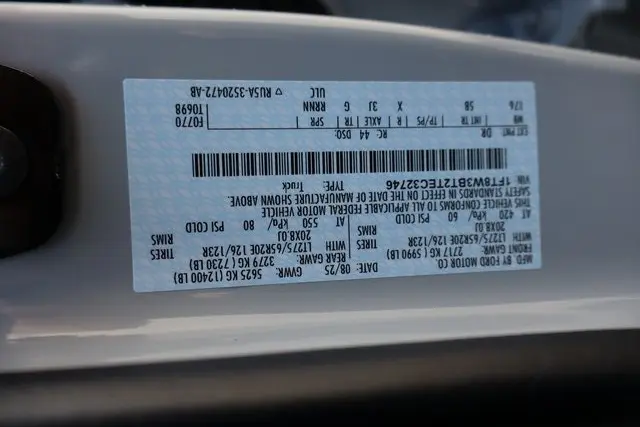 MFD. BY FORD MOTOR CO.
DATE: 08/25 GVWR: 5625 KG (12400 LB)
FRONT GAWR: 2717 KG (5990 LB) REAR GAWR: 3279 KG (7230 LB)
WITH LT275/65R20E 126/123R TIRES WITH LT275/65R20E 126/123R TIRES
20X8.0J RIMS 20X8.0J RIMS
AT 420 kPa/ 60 PSI COLD AT 550 kPa/ 80 PSI COLD
THIS VEHICLE CONFORMS TO ALL APPLICABLE FEDERAL MOTOR VEHICLE
SAFETY STANDARDS IN EFFECT ON THE DATE OF MANUFACTURE SHOWN ABOVE.
VIN: 1FT8W3BT2TEC32746 TYPE: Truck
EXT PNT: RC: 44 DSO: F0770
DR T0698
WB INT TR TP/PS R AXLE TR SPR
176 5B X 3J G RRNN
ULC ▽ RU5A-3520472-AB